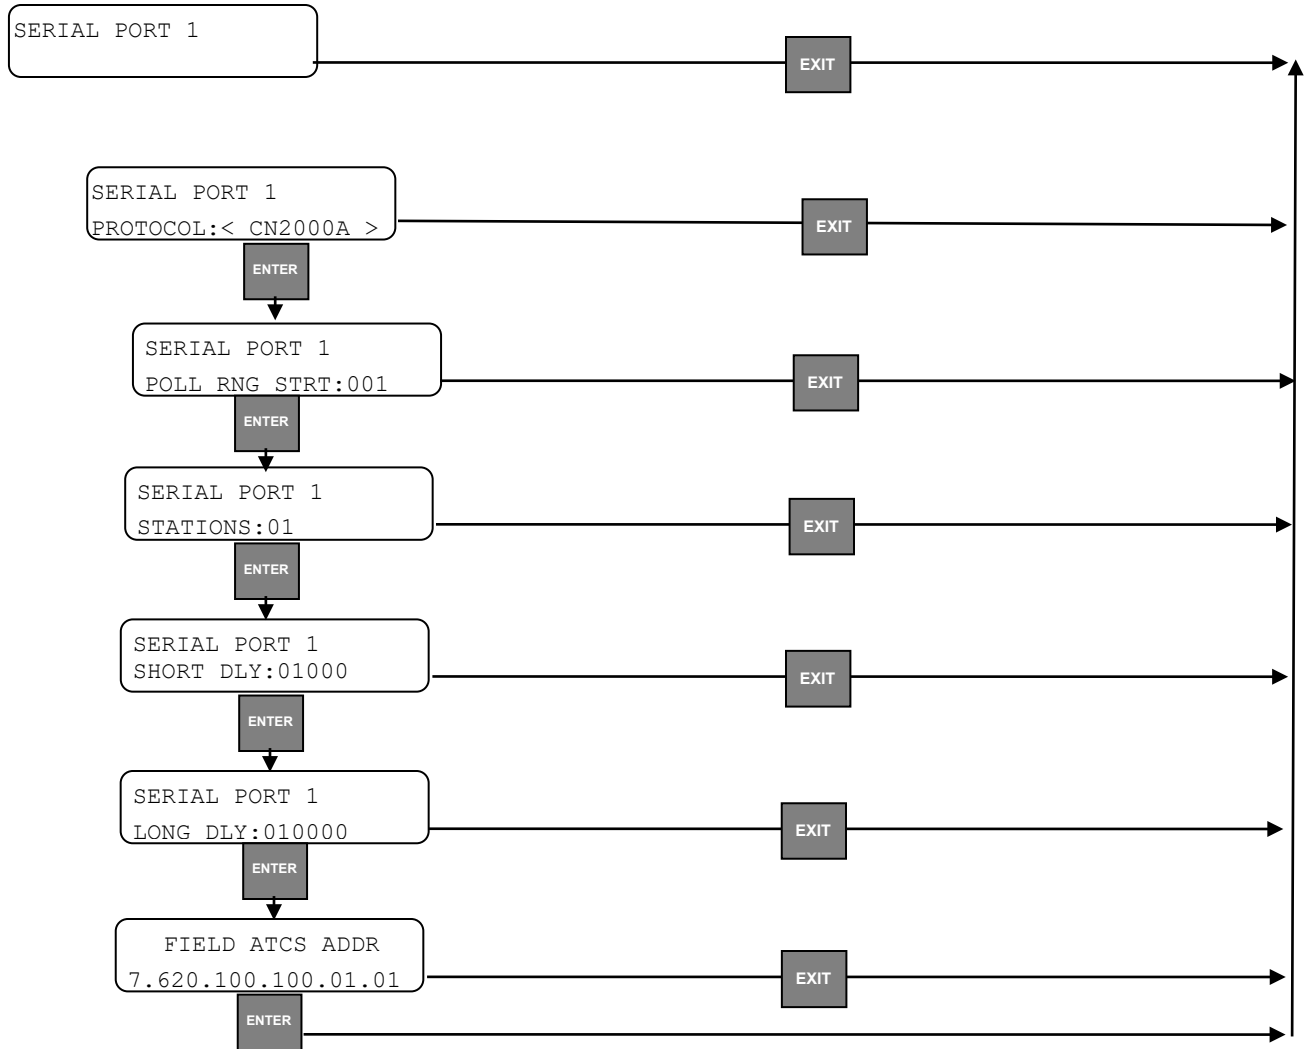 SERIAL PORT 1
EXIT
SERIAL PORT 1
PROTOCOL:< CN2000A >
EXIT
ENTER
SERIAL PORT 1
POLL RNG STRT:001
EXIT
ENTER
SERIAL PORT 1
STATIONS:01
EXIT
ENTER
SERIAL PORT 1
SHORT DLY:01000
EXIT
ENTER
SERIAL PORT 1
LONG DLY:010000
EXIT
ENTER
FIELD ATCS ADDR
7.620.100.100.01.01
EXIT
ENTER